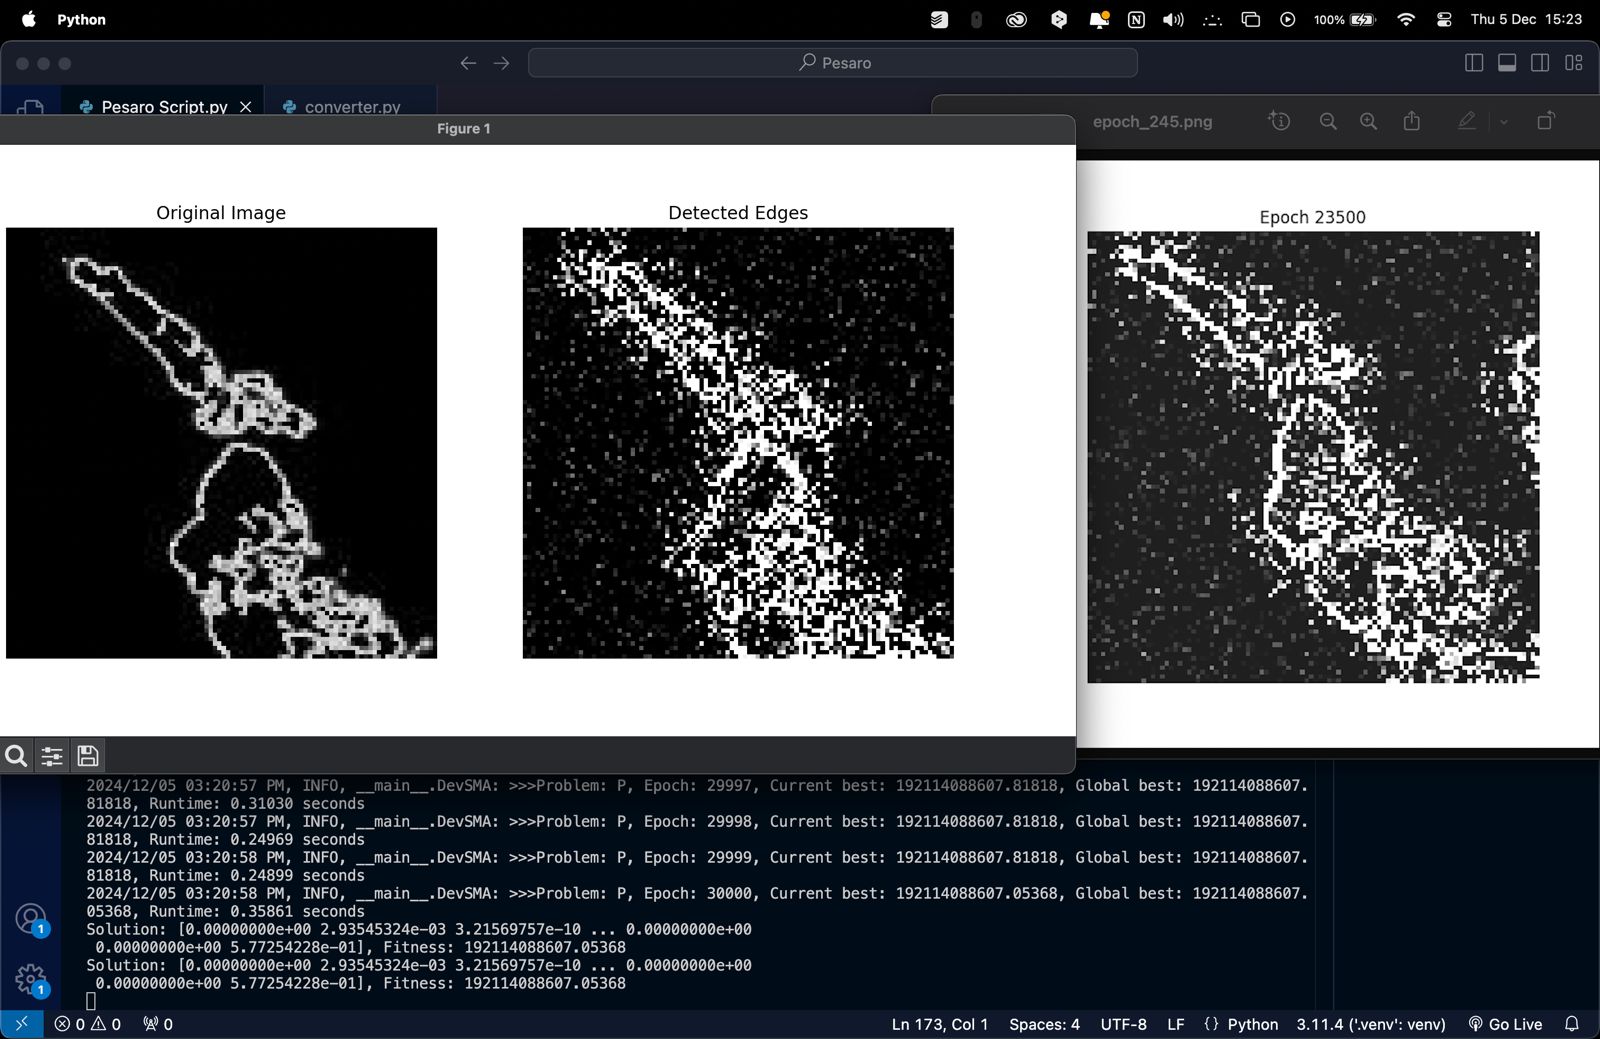 Python
100%
Thu 5 Dec 15:23
Pesaro
Pesaro Script.py
converter.py
epoch_245.png
Figure 1
Original Image
Detected Edges
Epoch 23500
2024/12/05 03:20:57 PM, INFO, __main__.DevSMA: >>>Problem: P, Epoch: 29997, Current best: 192114088607.81818, Global best: 192114088607.
81818, Runtime: 0.31030 seconds
2024/12/05 03:20:57 PM, INFO, __main__.DevSMA: >>>Problem: P, Epoch: 29998, Current best: 192114088607.81818, Global best: 192114088607.
81818, Runtime: 0.24969 seconds
2024/12/05 03:20:58 PM, INFO, __main__.DevSMA: >>>Problem: P, Epoch: 29999, Current best: 192114088607.81818, Global best: 192114088607.
81818, Runtime: 0.24899 seconds
2024/12/05 03:20:58 PM, INFO, __main__.DevSMA: >>>Problem: P, Epoch: 30000, Current best: 192114088607.05368, Global best: 192114088607.
05368, Runtime: 0.35861 seconds
Solution: [0.00000000e+00 2.93545324e-03 3.21569757e-10 ... 0.00000000e+00
0.00000000e+00 5.77254228e-01], Fitness: 192114088607.05368
Solution: [0.00000000e+00 2.93545324e-03 3.21569757e-10 ... 0.00000000e+00
0.00000000e+00 5.77254228e-01], Fitness: 192114088607.05368
1
1
0 0 0 Ln 173, Col 1 Spaces: 4 UTF-8 LF {} Python 3.11.4 ('.venv': venv) Go Live